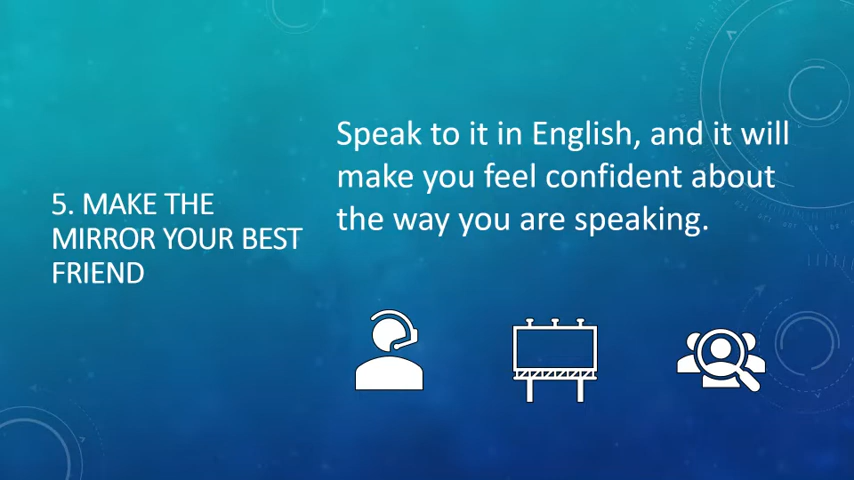 5. MAKE THE
MIRROR YOUR BEST
FRIEND
Speak to it in English, and it will
make you feel confident about
the way you are speaking.